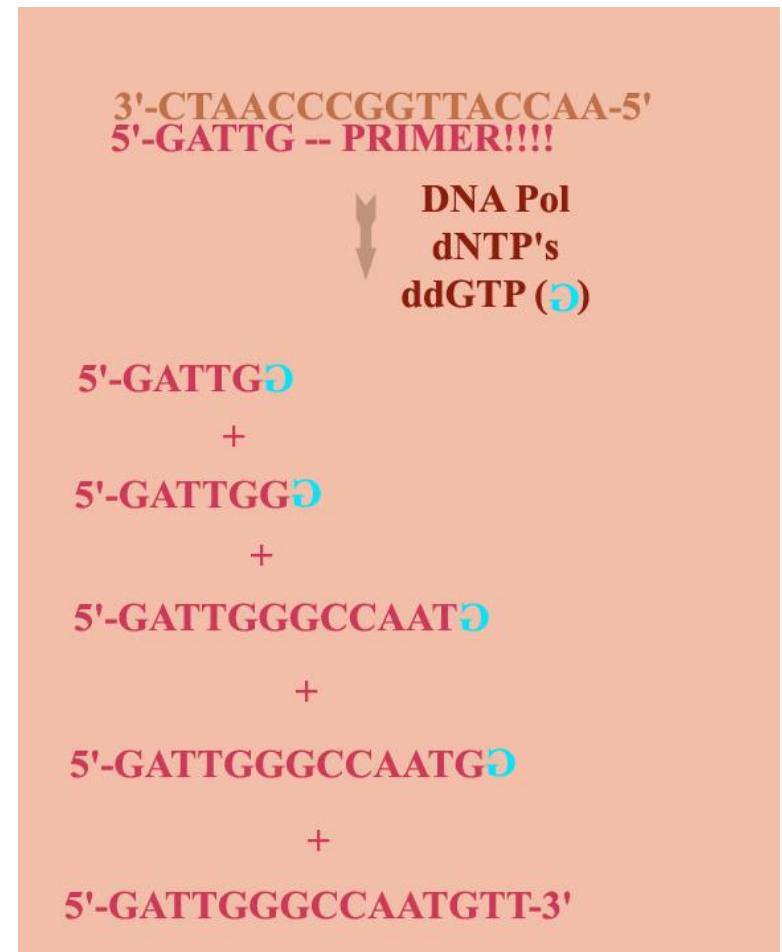 3'-CTAACCCGGTTACCAA-5'
5'-GATTG -- PRIMER!!!!
DNA Pol
dNTP's
ddGTP (G)
5'-GATTGG
+
5'-GATTGGG
+
5'-GATTGGGCCAATG
+
5'-GATTGGGCCAATGG
+
5'-GATTGGGCCAATGTT-3'